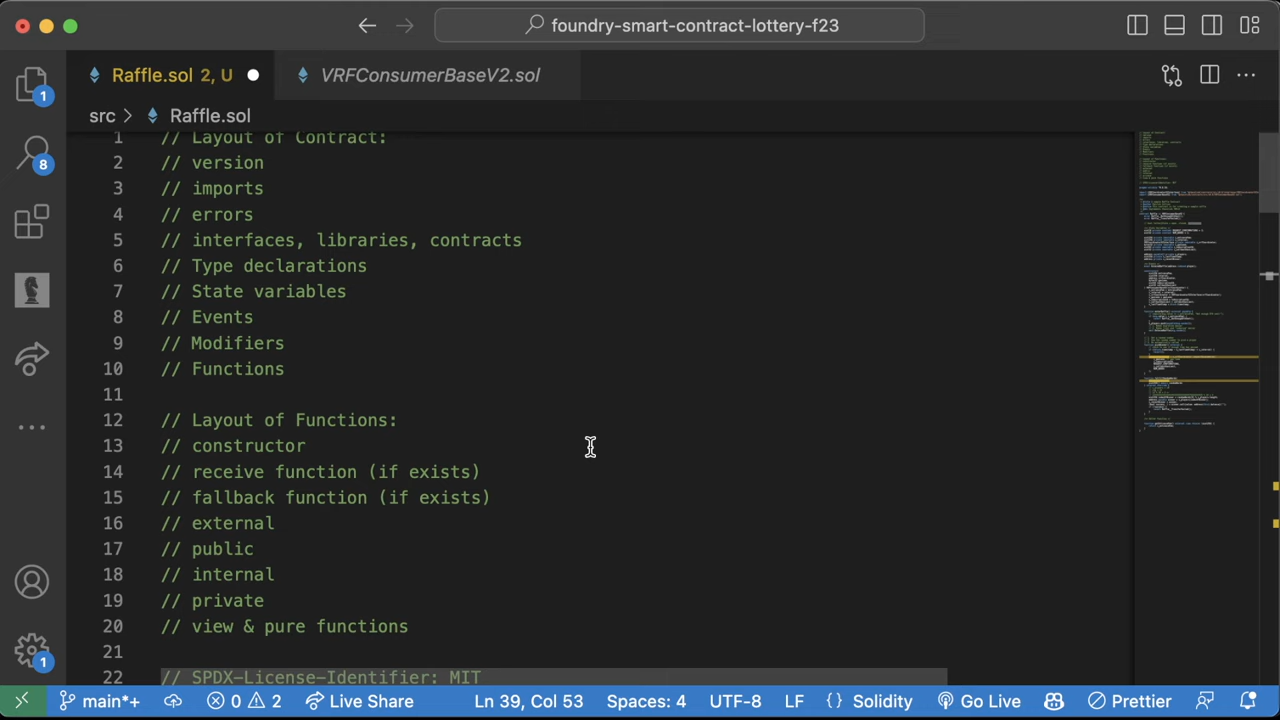 foundry-smart-contract-lottery-f23
Raffle.sol 2, U
VRFConsumerBaseV2.sol
src > Raffle.sol
1 // Layout of Contract:
2 // version
3 // imports
4 // errors
5 // interfaces, libraries, contracts
6 // Type declarations
7 // State variables
8 // Events
9 // Modifiers
10 // Functions
11
12 // Layout of Functions:
13 // constructor
14 // receive function (if exists)
15 // fallback function (if exists)
16 // external
17 // public
18 // internal
19 // private
20 // view & pure functions
21
22 // SPDX-License-Identifier: MIT
1
8
1
main*+ 0 2 Live Share Ln 39, Col 53 Spaces: 4 UTF-8 LF {} Solidity Go Live Prettier